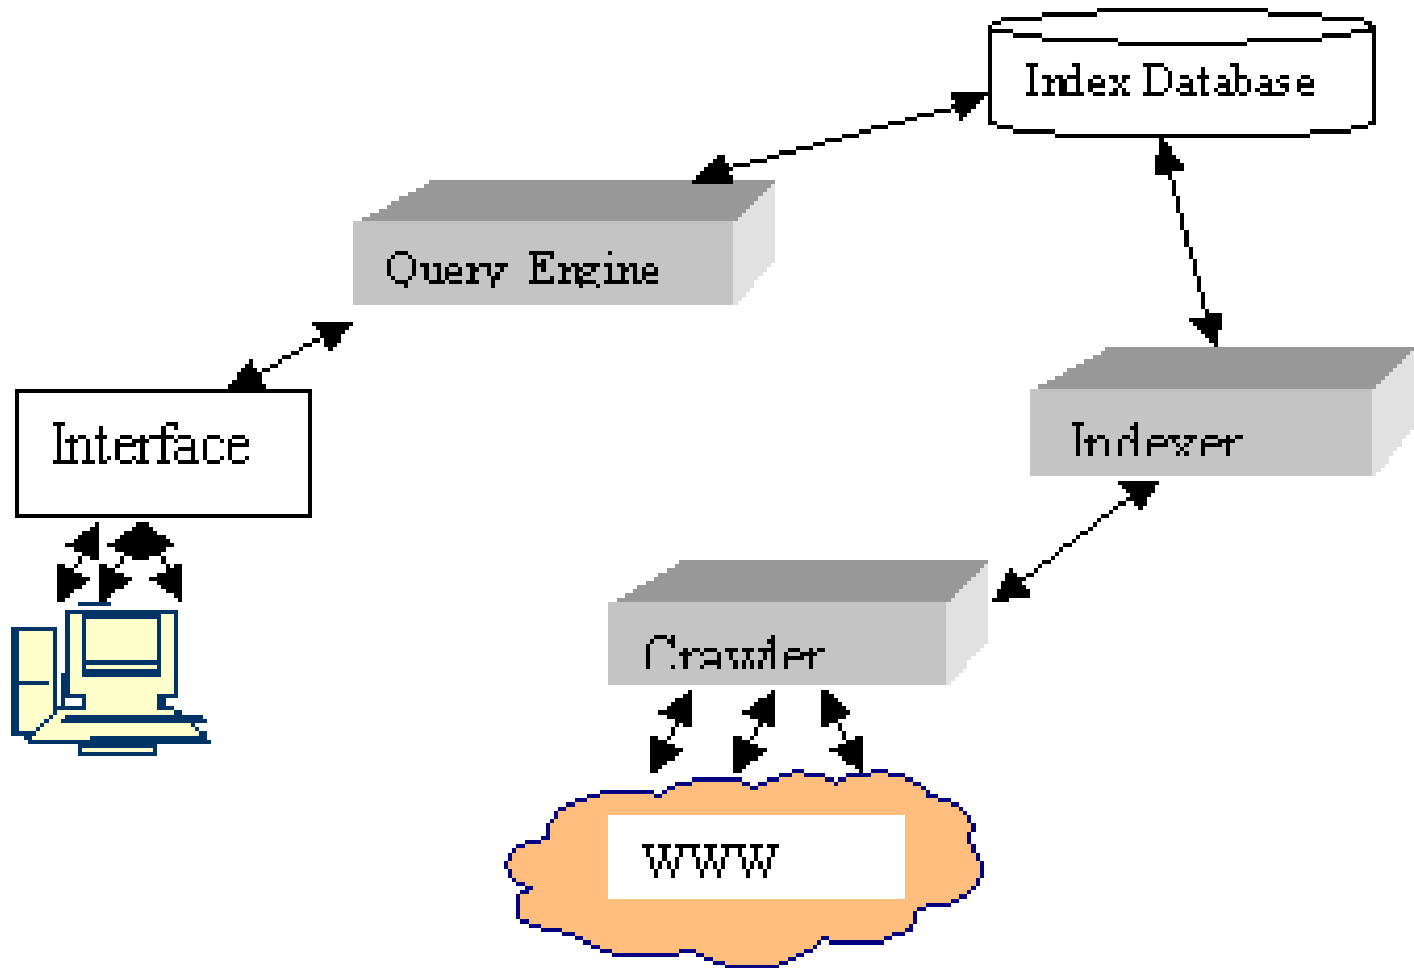 Index Database
Query Engine
Interface
Indexer
Crawler
WWW